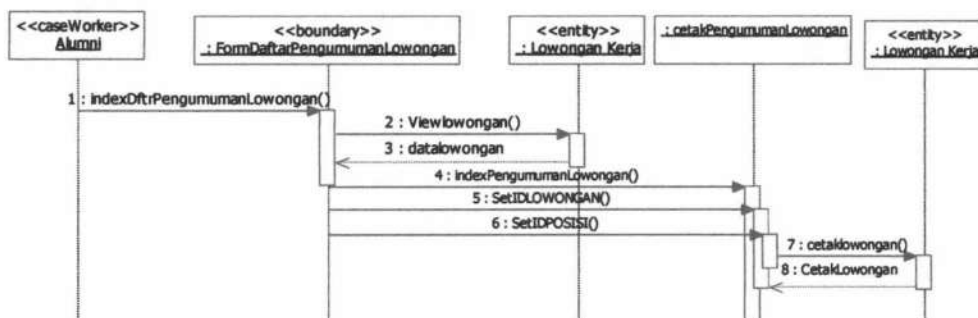 <<caseWorker>>
Alumni
<<boundary>>
: FormDaftarPengumumanLowongan
<<entity>>
: Lowongan Kerja
: cetakPengumumanLowongan
<<entity>>
: Lowongan Kerja
1 : indexDftrPengumumanLowongan()
2 : Viewlowongan()
3 : datalowongan
4 : indexPengumumanLowongan()
5 : SetIDLOWONGAN()
6 : SetIDPOSISI()
7 : cetaklowongan()
8 : CetakLowongan